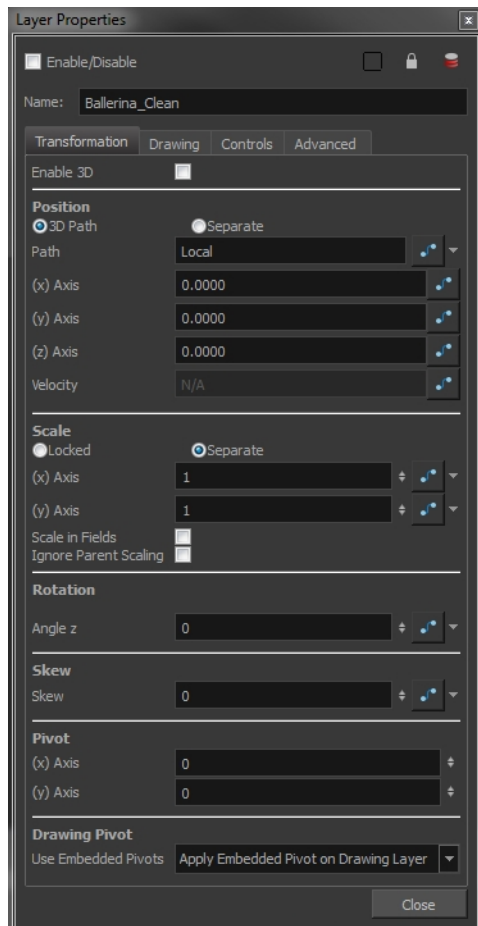 Layer Properties
x
Enable/Disable
Name: Ballerina_Clean
Transformation Drawing Controls Advanced
Enable 3D
Position
3D Path Separate
Path Local
(x) Axis 0.0000
(y) Axis 0.0000
(z) Axis 0.0000
Velocity N/A
Scale
Locked Separate
(x) Axis 1
(y) Axis 1
Scale in Fields
Ignore Parent Scaling
Rotation
Angle z 0
Skew
Skew 0
Pivot
(x) Axis 0
(y) Axis 0
Drawing Pivot
Use Embedded Pivots Apply Embedded Pivot on Drawing Layer
Close